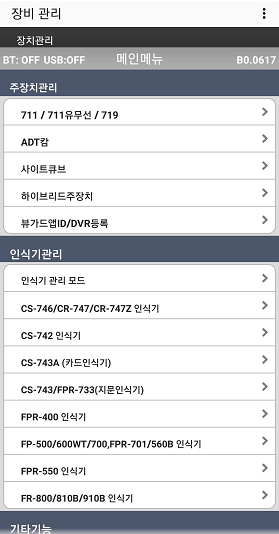 장비 관리
장치관리
BT: OFF USB:OFF 메인메뉴 B0.0617
주장치관리
711 / 711유무선 / 719
ADT캄
사이트큐브
하이브리드주장치
뷰가드앱ID/DVR등록
인식기관리
인식기 관리 모드
CS-746/CR-747/CR-747Z 인식기
CS-742 인식기
CS-743A (카드인식기)
CS-743/FPR-733(지문인식기)
FPR-400 인식기
FP-500/600WT/700,FPR-701/560B 인식기
FPR-550 인식기
FR-800/810B/910B 인식기
기타기능